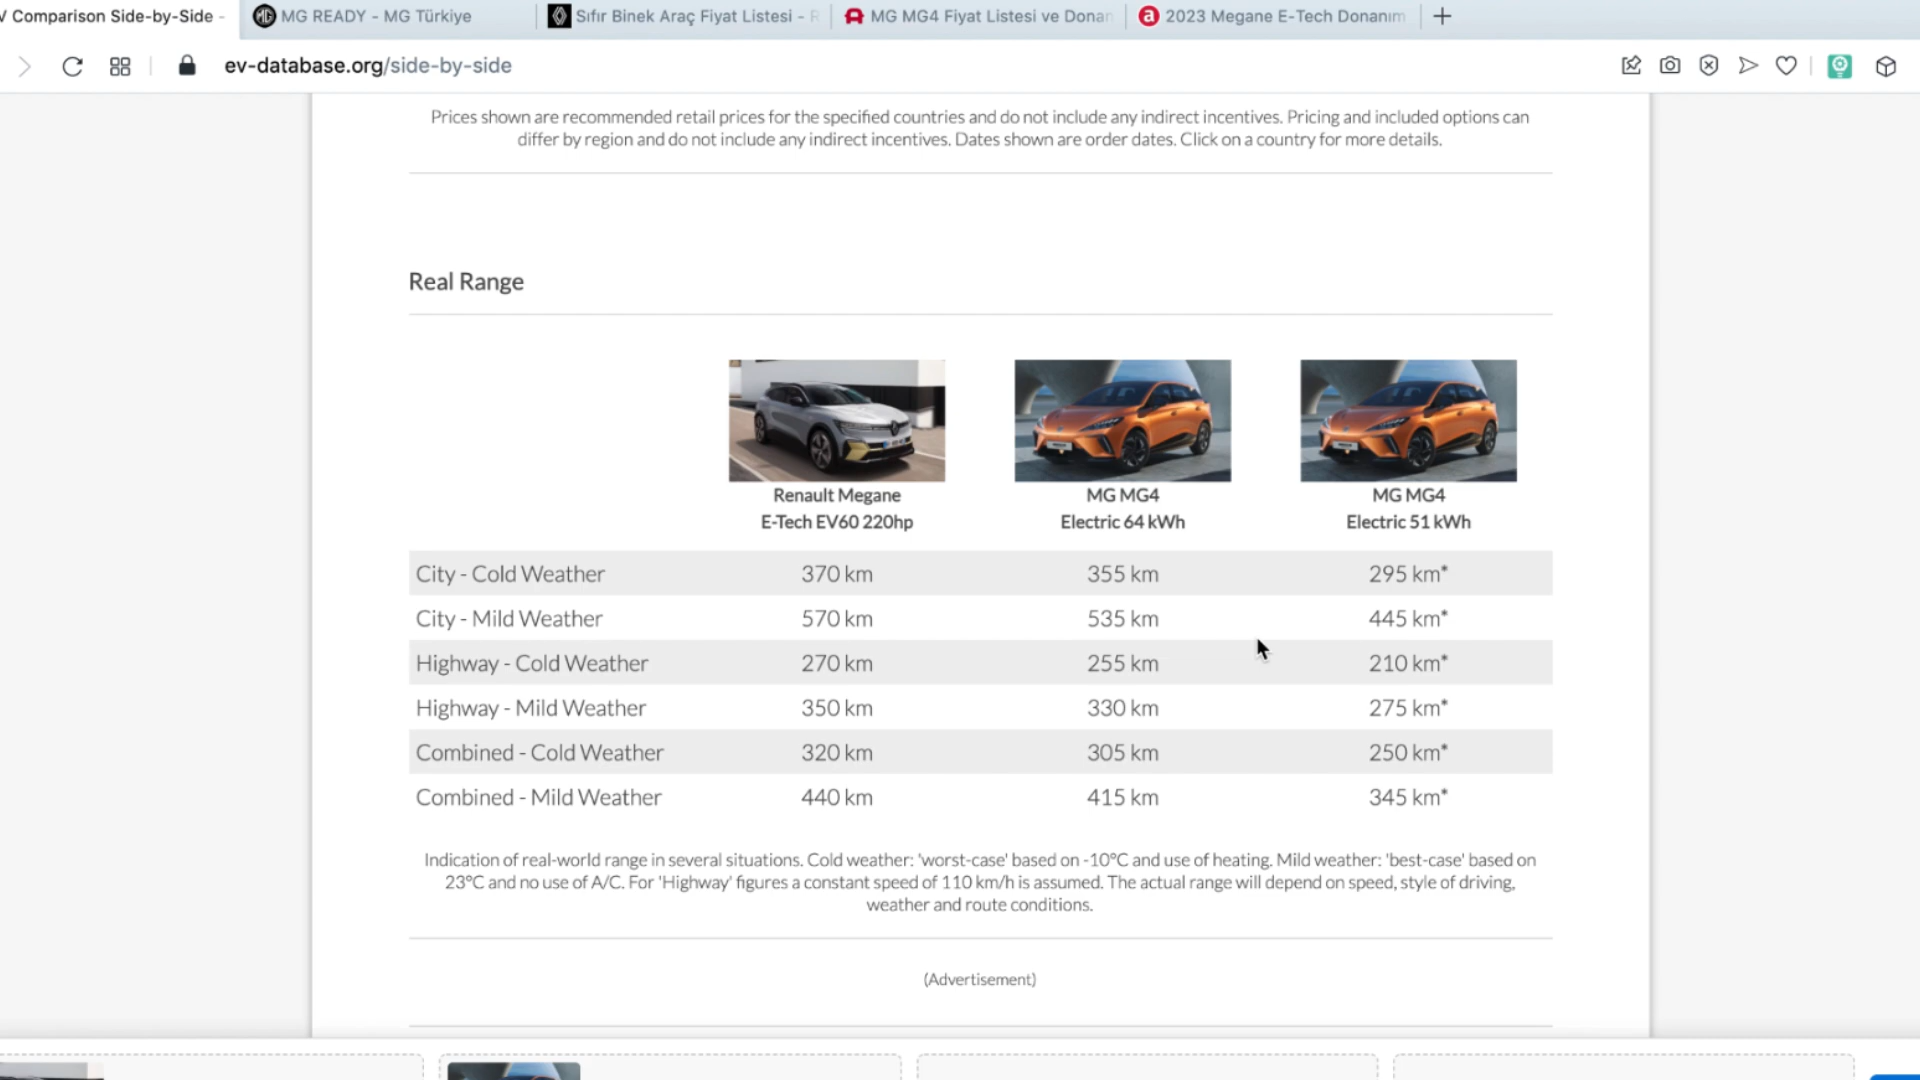 V Comparison Side-by-Side -
MG READY - MG Türkiye
Sıfır Binek Araç Fiyat Listesi - R
MG MG4 Fiyat Listesi ve Donan
2023 Megane E-Tech Donanım
ev-database.org/side-by-side
Prices shown are recommended retail prices for the specified countries and do not include any indirect incentives. Pricing and included options can
differ by region and do not include any indirect incentives. Dates shown are order dates. Click on a country for more details.
Real Range
Renault Megane
E-Tech EV60 220hp
MG MG4
Electric 64 kWh
MG MG4
Electric 51 kWh
City - Cold Weather 370 km 355 km 295 km*
City - Mild Weather 570 km 535 km 445 km*
Highway - Cold Weather 270 km 255 km 210 km*
Highway - Mild Weather 350 km 330 km 275 km*
Combined - Cold Weather 320 km 305 km 250 km*
Combined - Mild Weather 440 km 415 km 345 km*
Indication of real-world range in several situations. Cold weather: 'worst-case' based on -10°C and use of heating. Mild weather: 'best-case' based on
23°C and no use of A/C. For 'Highway' figures a constant speed of 110 km/h is assumed. The actual range will depend on speed, style of driving,
weather and route conditions.
(Advertisement)